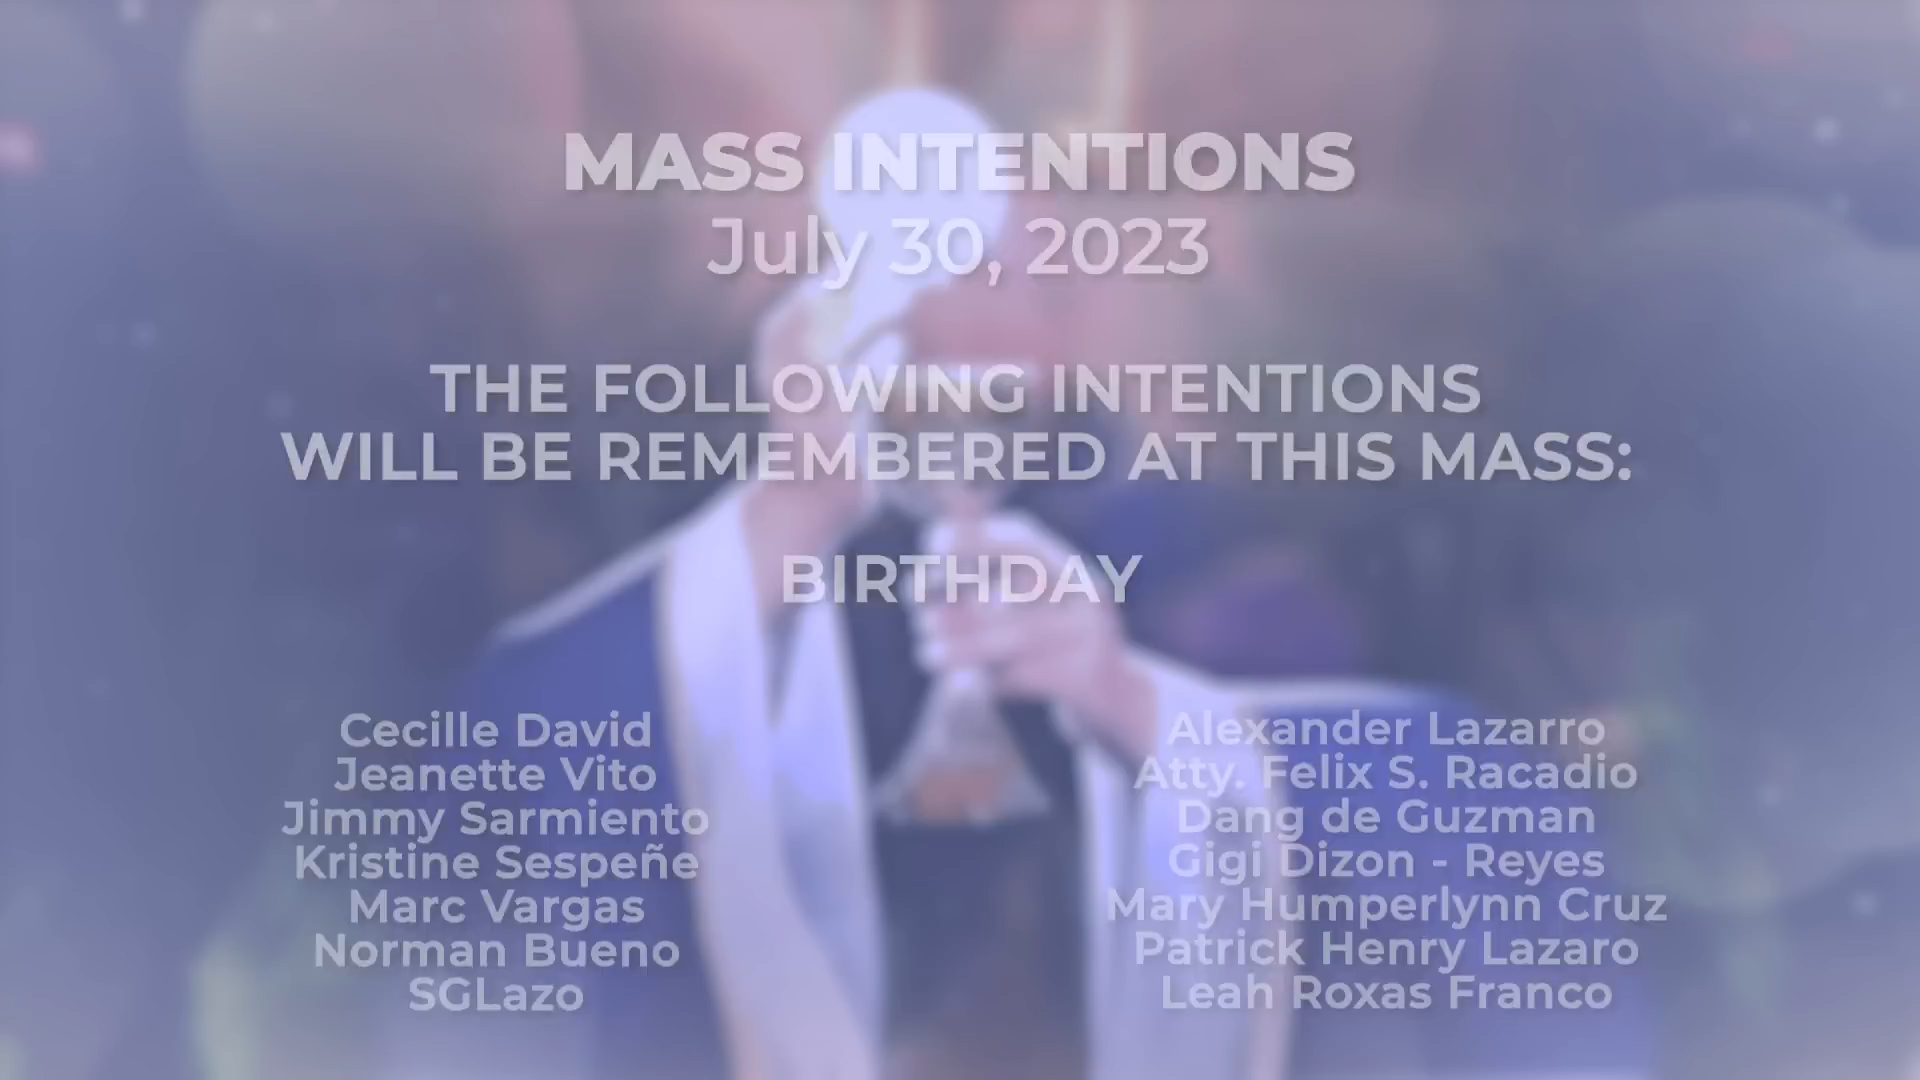 MASS INTENTIONS
July 30, 2023
THE FOLLOWING INTENTIONS
WILL BE REMEMBERED AT THIS MASS:
BIRTHDAY
Cecille David
Jeanette Vito
Jimmy Sarmiento
Kristine Sespeñe
Marc Vargas
Norman Bueno
SGLazo
Alexander Lazarro
Atty. Felix S. Racadio
Dang de Guzman
Gigi Dizon - Reyes
Mary Humperlynn Cruz
Patrick Henry Lazaro
Leah Roxas Franco